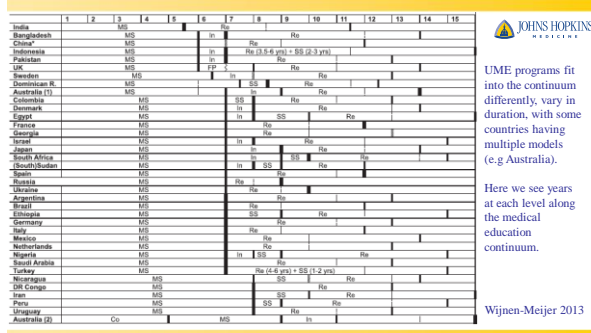 1 2 3 4 5 6 7 8 9 10 11 12 13 14 15
India MS Re
Bangladesh MS In Re
China* MS Re
Indonesia MS In Re (3.5-6 yrs) + SS (2-3 yrs)
Pakistan MS In Re
UK MS FP Re
Sweden MS In Re
Dominican R. MS SS Re
Australia (1) MS In Re
Colombia MS SS Re
Denmark MS In Re
Egypt MS In SS Re
France MS Re
Georgia MS Re
Israel MS In Re
Japan MS In Re
South Africa MS In SS Re
(South)Sudan MS In SS Re
Spain MS Re
Russia MS Re
Ukraine MS Re
Argentina MS Re
Brazil MS Re
Ethiopia MS SS Re
Germany MS Re
Italy MS Re
Mexico MS Re
Netherlands MS Re
Nigeria MS In SS Re
Saudi Arabia MS Re
Turkey MS Re (4-6 yrs) + SS (1-2 yrs)
Nicaragua MS SS Re
DR Congo MS In Re
Iran MS SS Re
Peru MS SS Re
Uruguay MS Re
Australia (2) Co MS In
JOHNS HOPKINS
MEDICINE
UME programs fit
into the continuum
differently, vary in
duration, with some
countries having
multiple models
(e.g Australia).
Here we see years
at each level along
the medical
education
continuum.
Wijnen-Meijer 2013